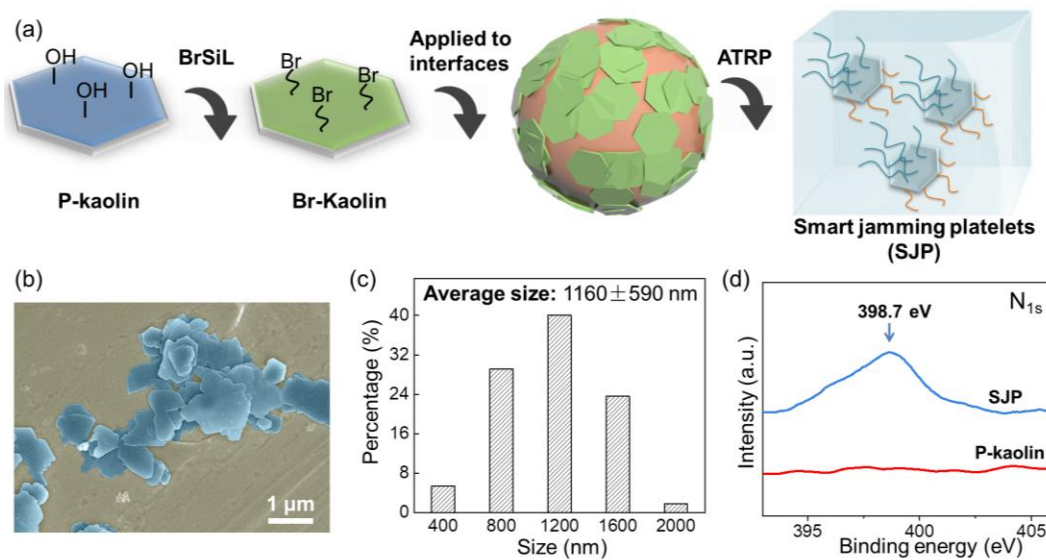 (a)
OH
OH
OH
P-kaolin
BrSiL
Br
Br
Br
Br-Kaolin
Applied to
interfaces
ATRP
Smart jamming platelets
(SJP)
(b)
1 μm
(c)
Average size: 1160±590 nm
Percentage (%)
40
32
24
16
8
0
400 800 1200 1600 2000
Size (nm)
(d)
N1s
398.7 eV
SJP
P-kaolin
Intensity (a.u.)
395 400 405
Binding energy (eV)